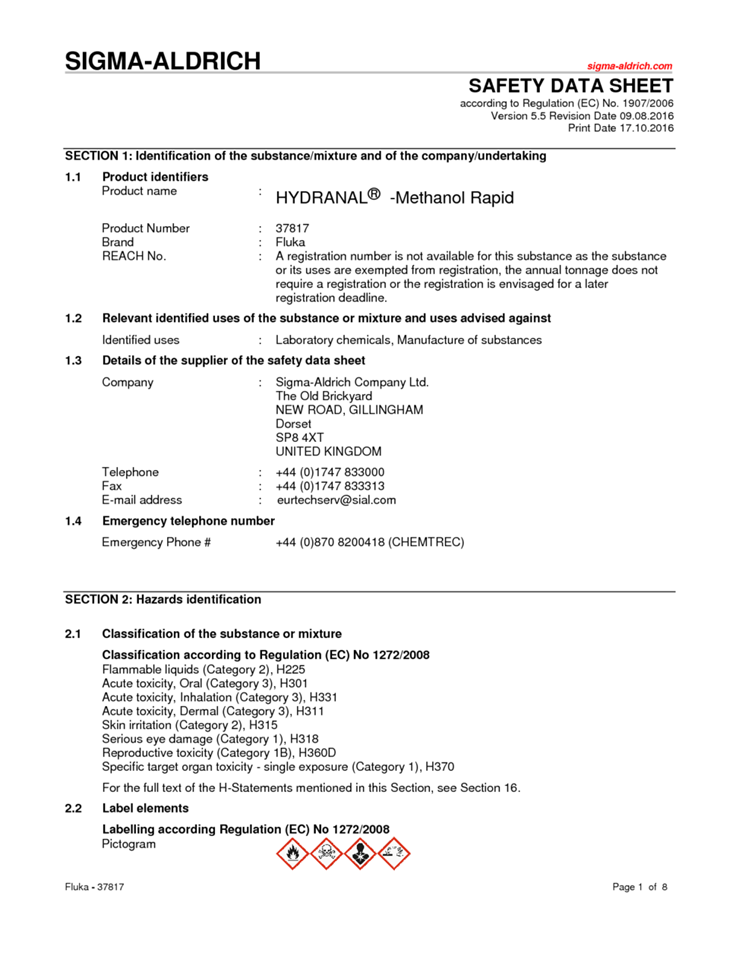 SIGMA-ALDRICH
sigma-aldrich.com
SAFETY DATA SHEET
according to Regulation (EC) No. 1907/2006
Version 5.5 Revision Date 09.08.2016
Print Date 17.10.2016
SECTION 1: Identification of the substance/mixture and of the company/undertaking
1.1 Product identifiers
Product name : HYDRANAL® -Methanol Rapid
Product Number : 37817
Brand : Fluka
REACH No. : A registration number is not available for this substance as the substance
or its uses are exempted from registration, the annual tonnage does not
require a registration or the registration is envisaged for a later
registration deadline.
1.2 Relevant identified uses of the substance or mixture and uses advised against
Identified uses : Laboratory chemicals, Manufacture of substances
1.3 Details of the supplier of the safety data sheet
Company : Sigma-Aldrich Company Ltd.
The Old Brickyard
NEW ROAD, GILLINGHAM
Dorset
SP8 4XT
UNITED KINGDOM
Telephone : +44 (0)1747 833000
Fax : +44 (0)1747 833313
E-mail address : eurtechserv@sial.com
1.4 Emergency telephone number
Emergency Phone # +44 (0)870 8200418 (CHEMTREC)
SECTION 2: Hazards identification
2.1 Classification of the substance or mixture
Classification according to Regulation (EC) No 1272/2008
Flammable liquids (Category 2), H225
Acute toxicity, Oral (Category 3), H301
Acute toxicity, Inhalation (Category 3), H331
Acute toxicity, Dermal (Category 3), H311
Skin irritation (Category 2), H315
Serious eye damage (Category 1), H318
Reproductive toxicity (Category 1B), H360D
Specific target organ toxicity - single exposure (Category 1), H370
For the full text of the H-Statements mentioned in this Section, see Section 16.
2.2 Label elements
Labelling according Regulation (EC) No 1272/2008
Pictogram
Fluka - 37817 Page 1 of 8